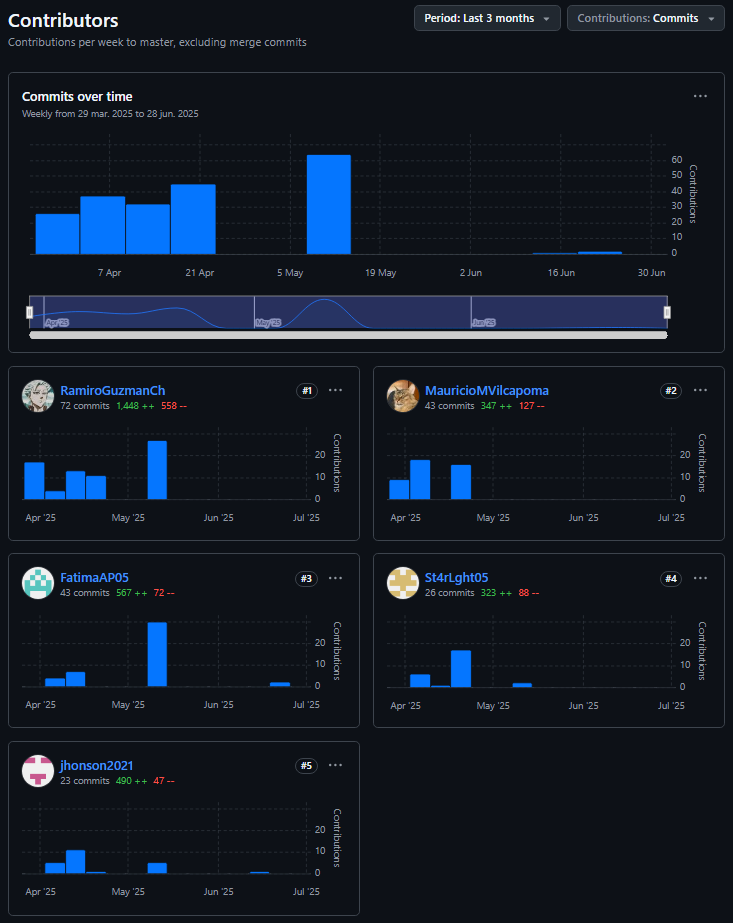 Contributors
Period: Last 3 months
Contributions: Commits
Contributions per week to master, excluding merge commits
Commits over time
Weekly from 29 mar. 2025 to 28 jun. 2025
60
50
40
30
20
10
0
Contributions
7 Apr 21 Apr 5 May 19 May 2 Jun 16 Jun 30 Jun
Apr '25 May '25 Jun '25
RamiroGuzmanCh #1
72 commits 1,448 ++ 558 --
20
10
0
Contributions
Apr '25 May '25 Jun '25 Jul '25
MauricioMVilcapoma #2
43 commits 347 ++ 127 --
20
10
0
Contributions
Apr '25 May '25 Jun '25 Jul '25
FatimaAP05 #3
43 commits 567 ++ 72 --
20
10
0
Contributions
Apr '25 May '25 Jun '25 Jul '25
St4rLght05 #4
26 commits 323 ++ 88 --
20
10
0
Contributions
Apr '25 May '25 Jun '25 Jul '25
jhonson2021 #5
23 commits 490 ++ 47 --
20
10
0
Contributions
Apr '25 May '25 Jun '25 Jul '25